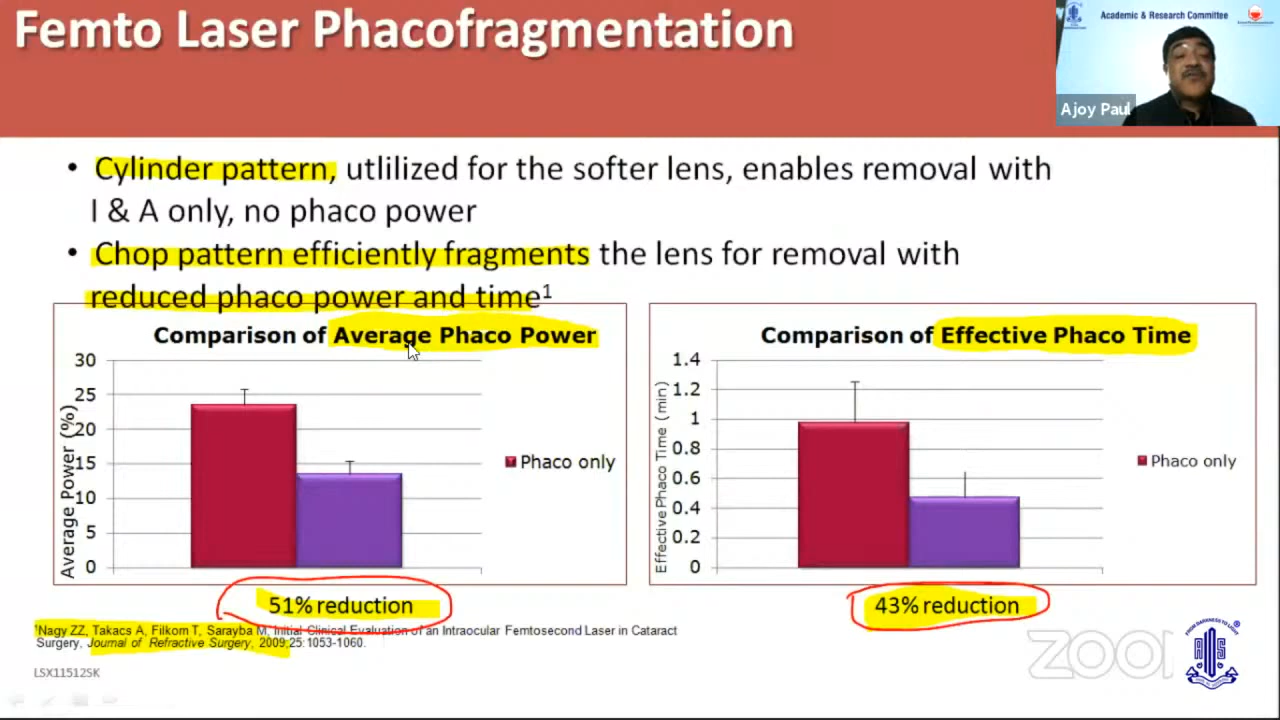 Femto Laser Phacofragmentation
Academic & Research Committee
Ajoy Paul
• Cylinder pattern, utlilized for the softer lens, enables removal with
I & A only, no phaco power
• Chop pattern efficiently fragments the lens for removal with
reduced phaco power and time1
Comparison of Average Phaco Power
Average Power (%)
30
25
20
15
10
5
0
Phaco only
51% reduction
Comparison of Effective Phaco Time
Effective Phaco Time (min)
1.4
1.2
1
0.8
0.6
0.4
0.2
0
Phaco only
43% reduction
1Nagy ZZ, Takacs A, Filkorn T, Sarayba M, Initial Clinical Evaluation of an Intraocular Femtosecond Laser in Cataract
Surgery, Journal of Refractive Surgery, 2009;25:1053-1060.
LSX11512SK
zoom